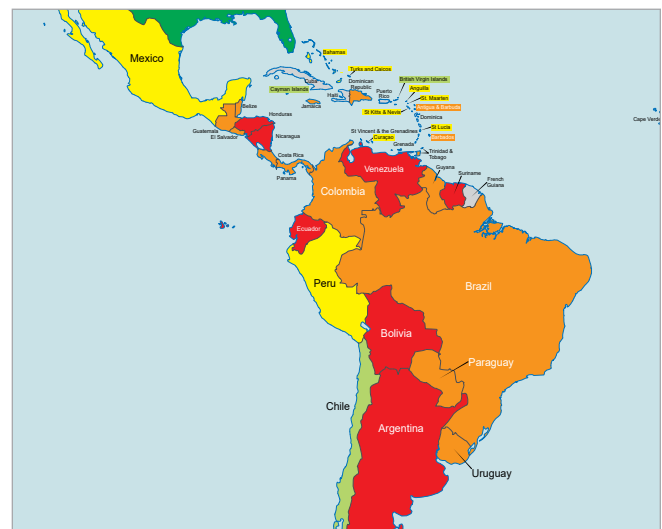 Bahamas
Mexico
Turks and Caicos
British Virgin Islands
Cuba
Dominican
Republic
Cayman Islands
Puerto
Rico
Anguilla
Haiti
St. Maarten
Jamaica
Belize
Antigua & Barbuda
St Kitts & Nevis
Honduras
Dominica
Cape Verde
St Lucia
Guatemala
St Vincent & the Grenadines
El Salvador
Nicaragua
Curaçao
Barbados
Grenada
Costa Rica
Trinidad &
Tobago
Venezuela
Guyana
Suriname
Panama
French
Guiana
Colombia
Ecuador
Peru
Brazil
Bolivia
Paraguay
Chile
Argentina
Uruguay